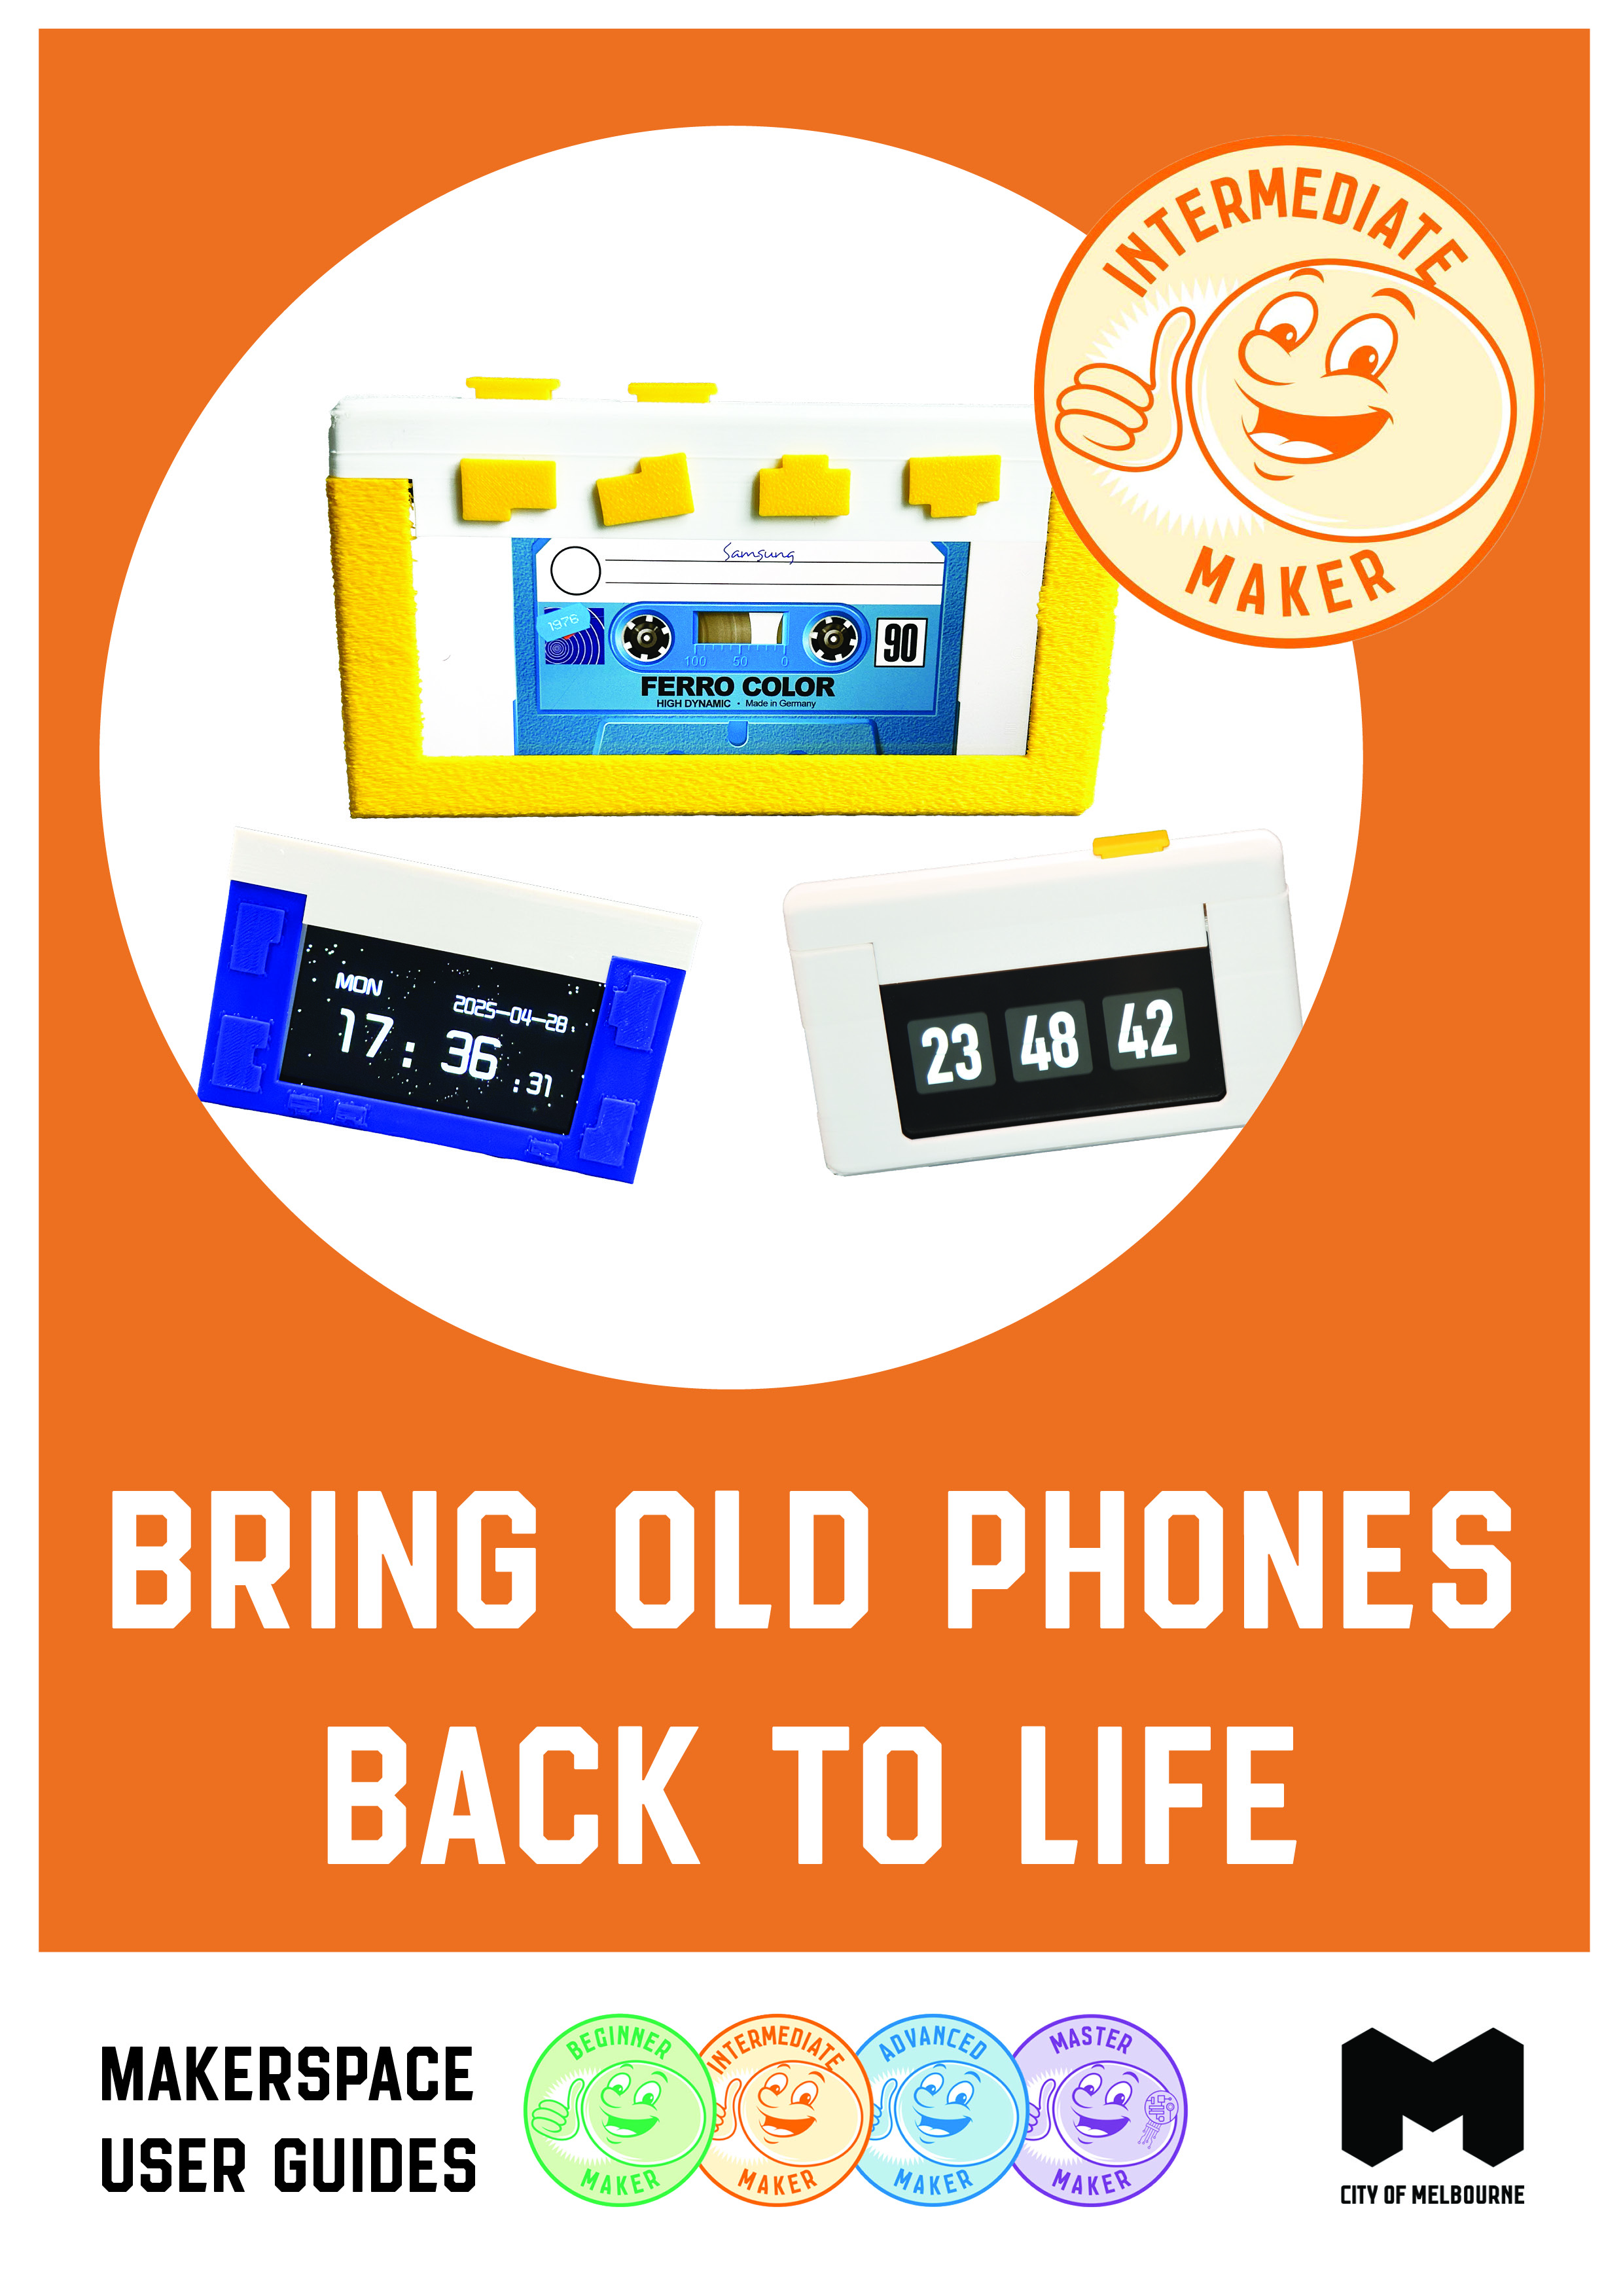 INTERMEDIATE
MAKER
Samsung
1976
100 50 0
90
FERRO COLOR
HIGH DYNAMIC • Made in Germany
MON
2025-04-28
17: 36 :31
23 48 42
BRING OLD PHONES
BACK TO LIFE
MAKERSPACE
USER GUIDES
BEGINNER
MAKER
INTERMEDIATE
MAKER
ADVANCED
MAKER
MASTER
MAKER
CITY OF MELBOURNE